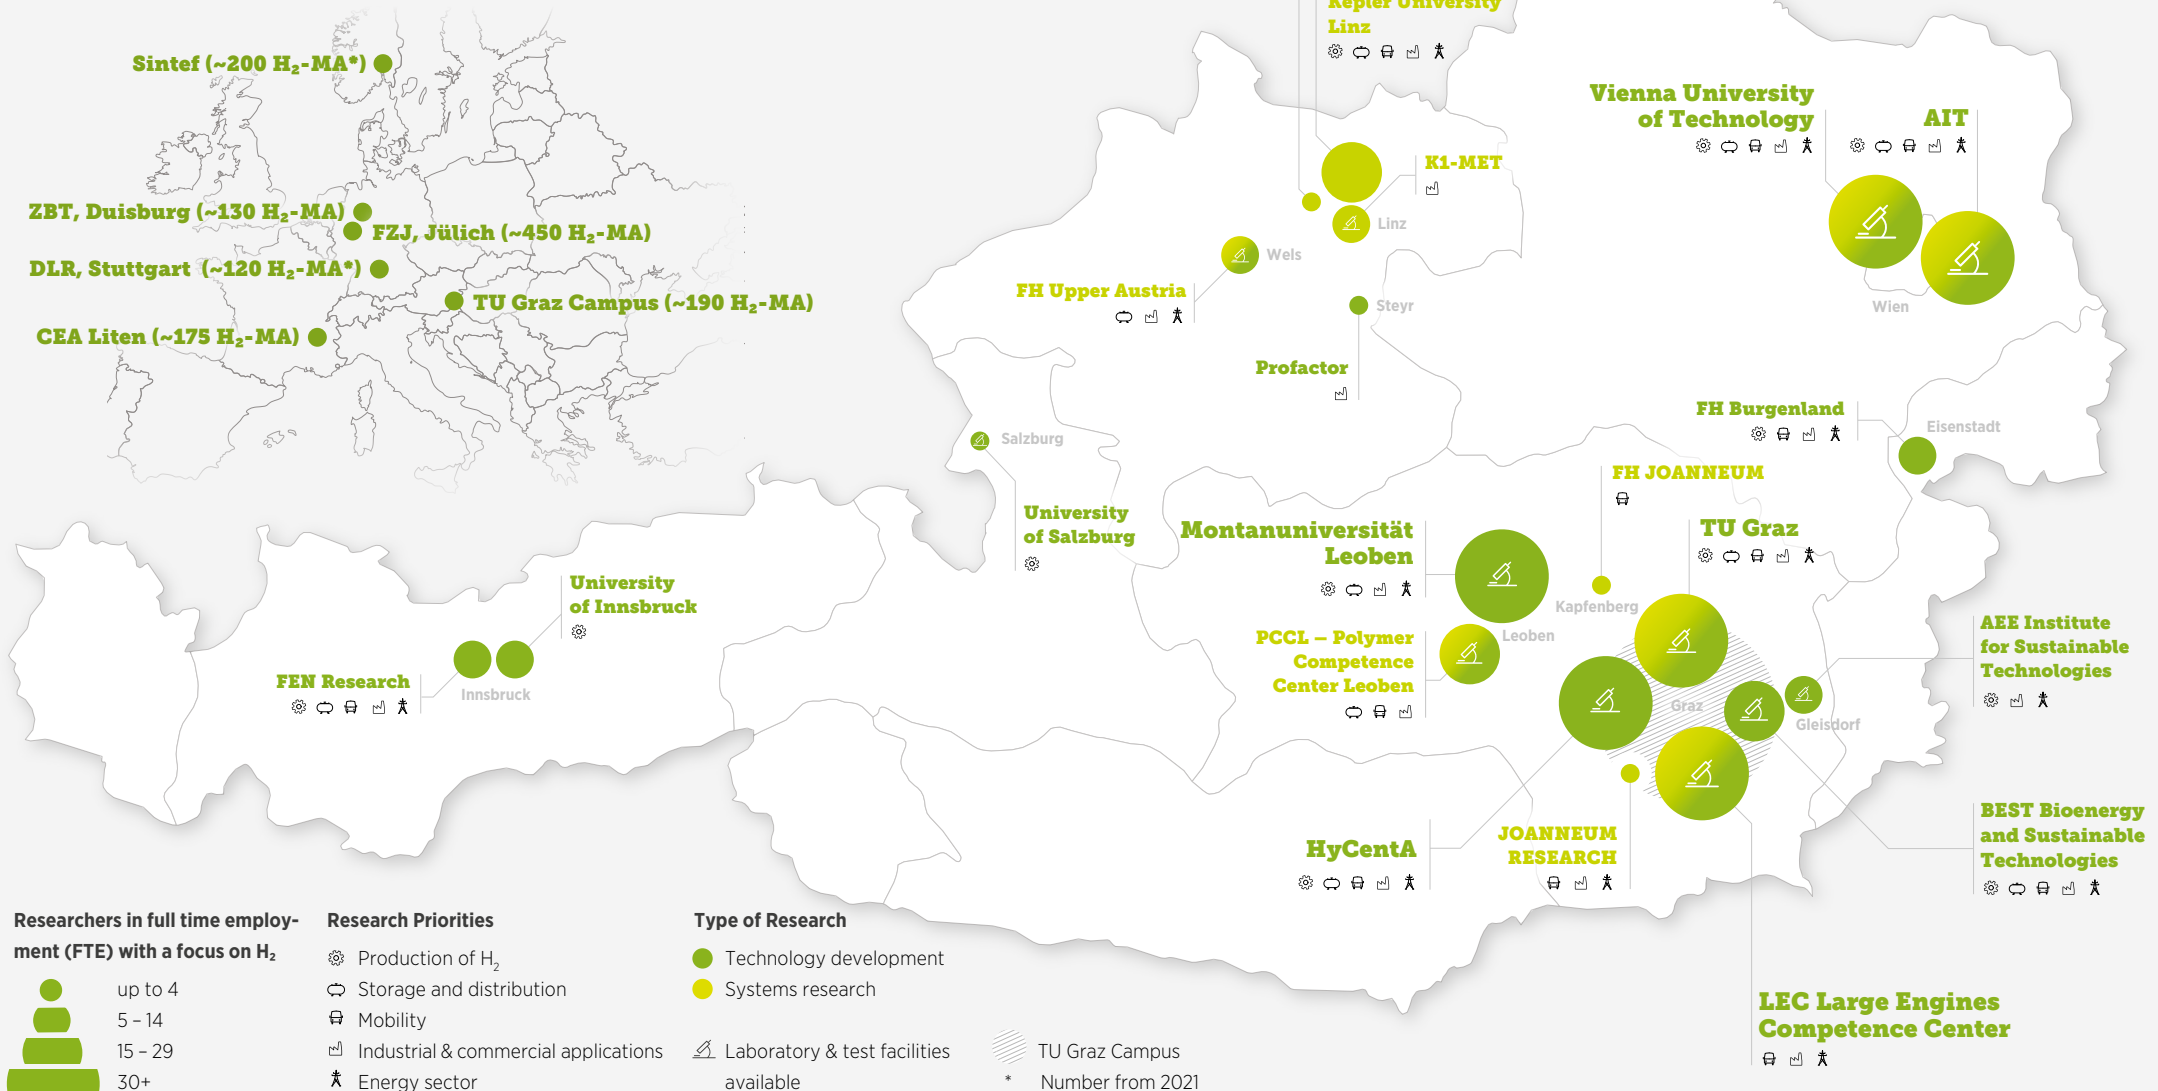 Kepler University
Linz
Sintef (~200 H₂-MA*)
ZBT, Duisburg (~130 H₂-MA)
FZJ, Jülich (~450 H₂-MA)
DLR, Stuttgart (~120 H₂-MA*)
TU Graz Campus (~190 H₂-MA)
CEA Liten (~175 H₂-MA)
Vienna University
of Technology
AIT
Wien
K1-MET
Linz
Wels
FH Upper Austria
Steyr
Profactor
FH Burgenland
Eisenstadt
Salzburg
University
of Salzburg
FH JOANNEUM
Kapfenberg
Montanuniversität
Leoben
Leoben
TU Graz
PCCL – Polymer
Competence
Center Leoben
University
of Innsbruck
FEN Research
Innsbruck
Graz
Gleisdorf
AEE Institute
for Sustainable
Technologies
HyCentA
JOANNEUM
RESEARCH
BEST Bioenergy
and Sustainable
Technologies
LEC Large Engines
Competence Center
Researchers in full time employ-
ment (FTE) with a focus on H₂
up to 4
5 – 14
15 – 29
30+
Research Priorities
Production of H₂
Storage and distribution
Mobility
Industrial & commercial applications
Energy sector
Type of Research
Technology development
Systems research
Laboratory & test facilities
available
TU Graz Campus
* Number from 2021